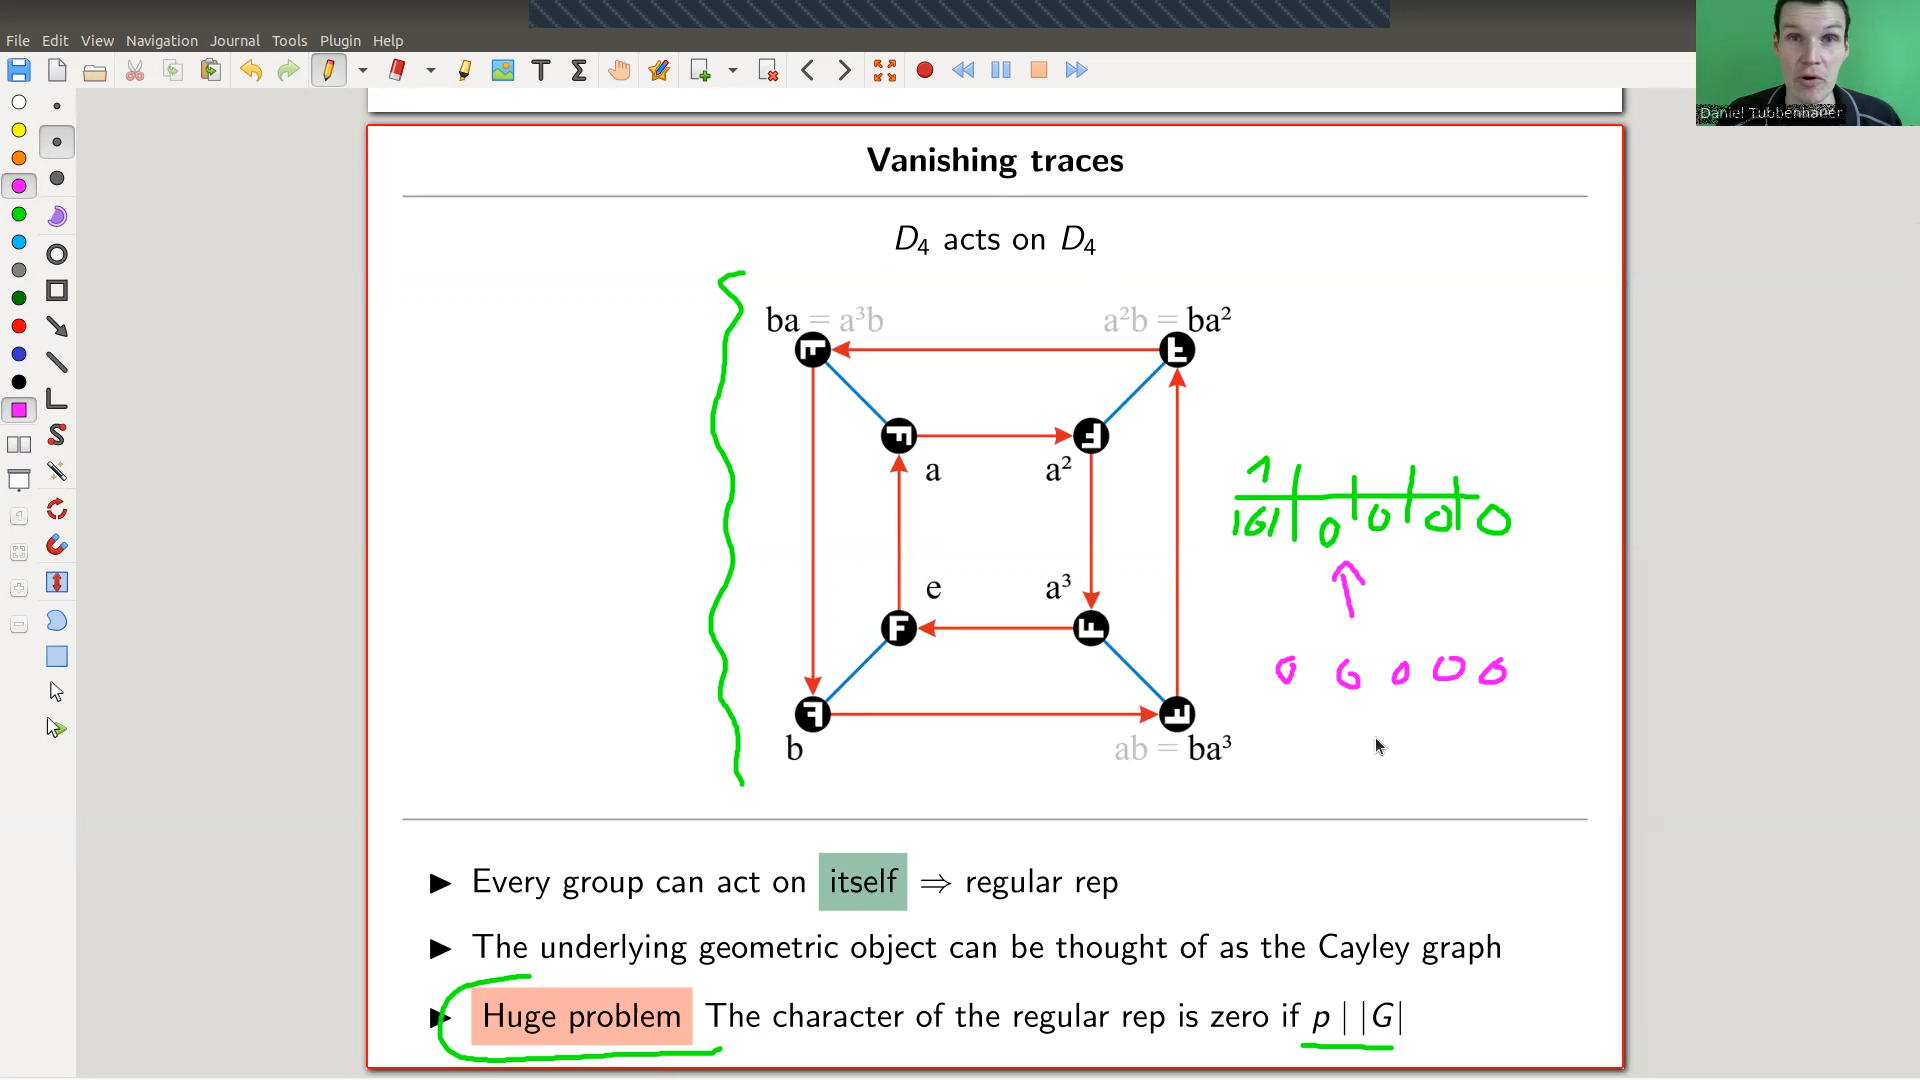 File Edit View Navigation Journal Tools Plugin Help
Daniel Tubbenhauer
Vanishing traces
D₄ acts on D₄
ba = a³b
a²b = ba²
a
a²
1
|G| 0 0 0 0
e
a³
0 0 0 0 0
b
ab = ba³
▶ Every group can act on itself ⇒ regular rep
▶ The underlying geometric object can be thought of as the Cayley graph
▶ Huge problem The character of the regular rep is zero if p | |G|